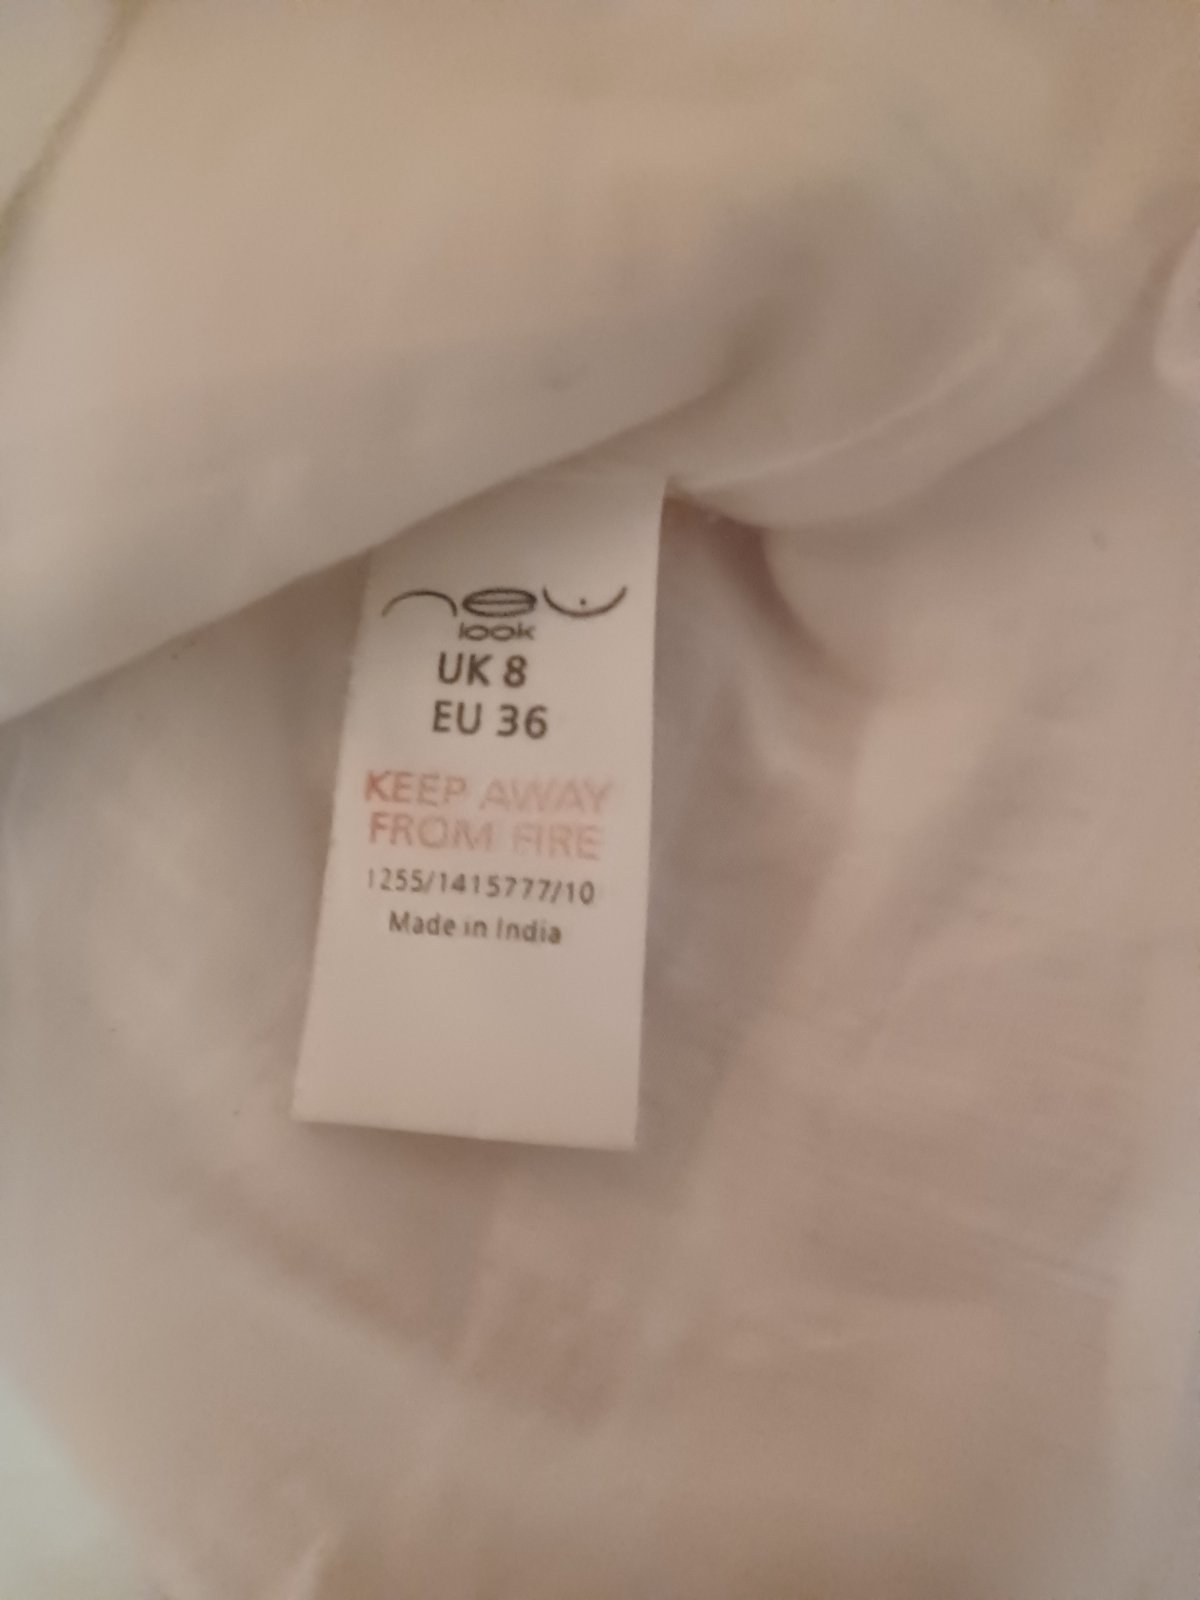 new
look
UK 8
EU 36
KEEP AWAY
FROM FIRE
1255/1415777/10
Made in India